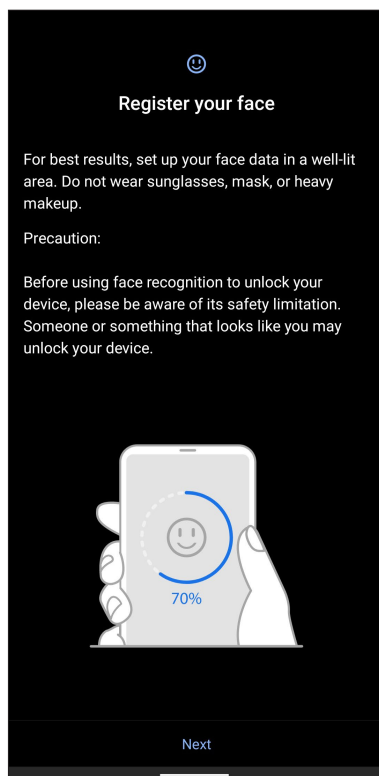 Register your face
For best results, set up your face data in a well-lit
area. Do not wear sunglasses, mask, or heavy
makeup.
Precaution:
Before using face recognition to unlock your
device, please be aware of its safety limitation.
Someone or something that looks like you may
unlock your device.
70%
Next